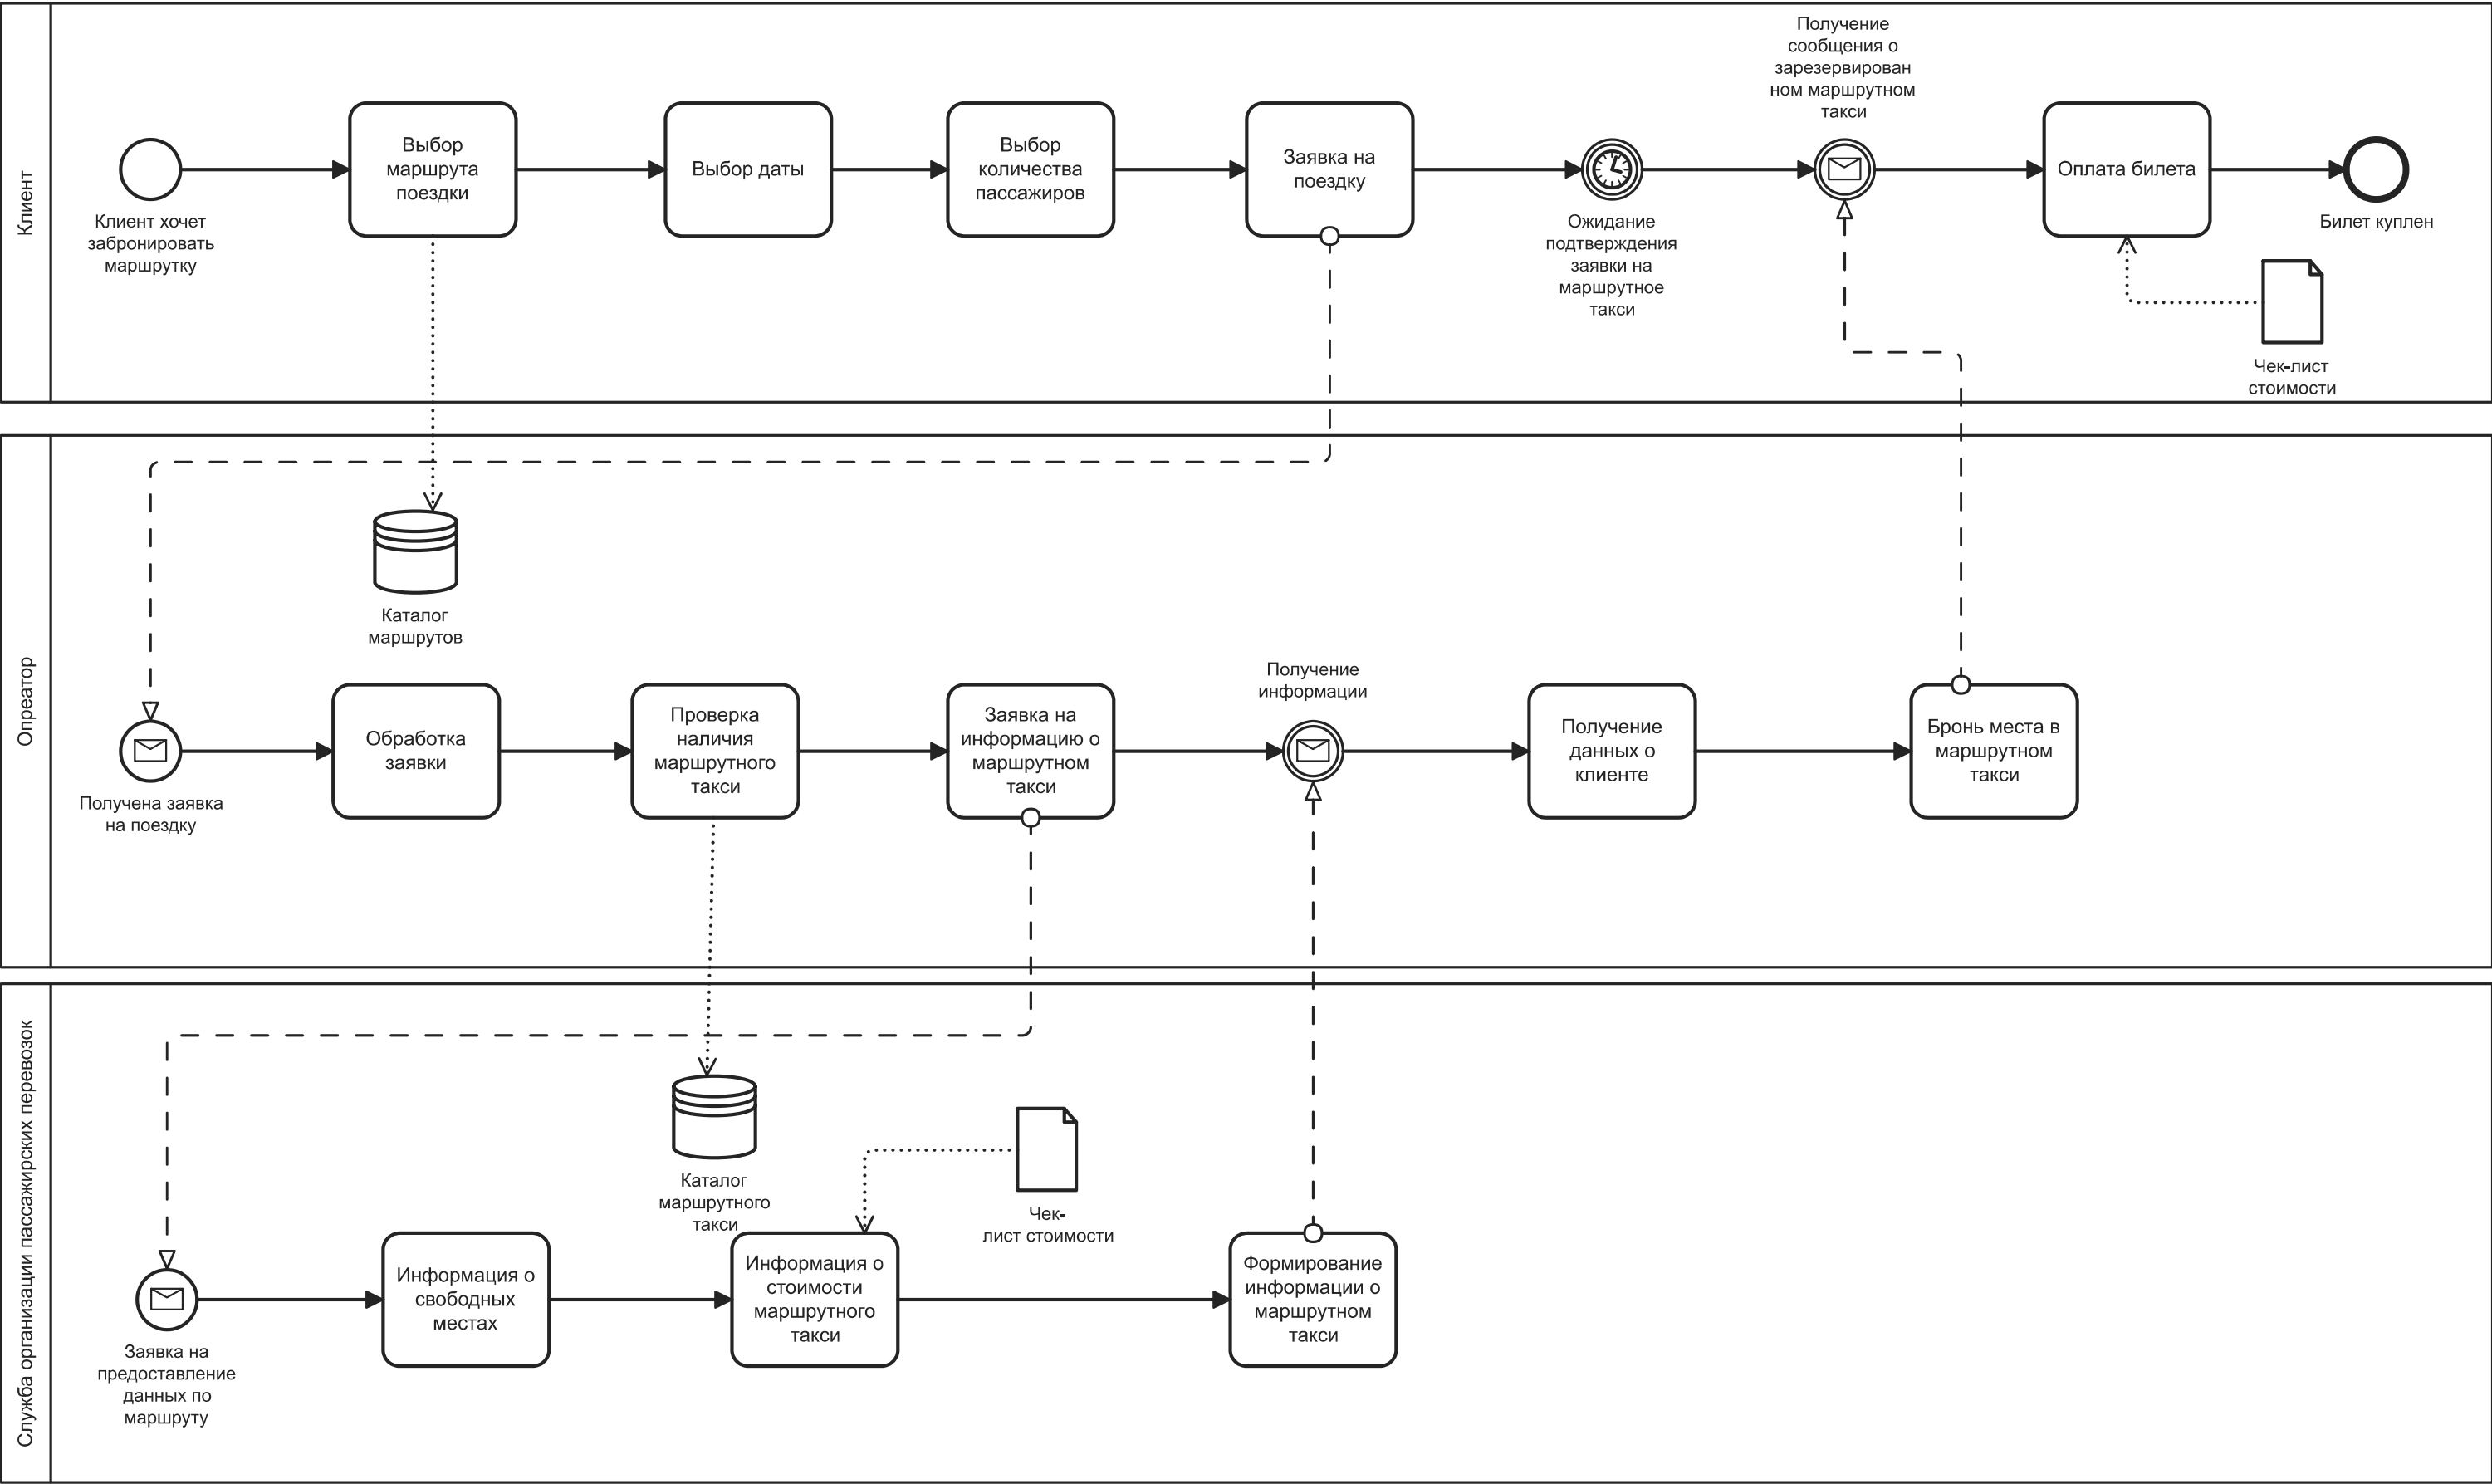 Клиент
Клиент хочет
забронировать
маршрутку
Выбор
маршрута
поездки
Выбор даты
Выбор
количества
пассажиров
Заявка на
поездку
Ожидание
подтверждения
заявки на
маршрутное
такси
Получение
сообщения о
зарезервирован
ном маршрутном
такси
Оплата билета
Билет куплен
Чек-лист
стоимости
Опреатор
Каталог
маршрутов
Получена заявка
на поездку
Обработка
заявки
Проверка
наличия
маршрутного
такси
Заявка на
информацию о
маршрутном
такси
Получение
информации
Получение
данных о
клиенте
Бронь места в
маршрутном
такси
Служба организации пассажирских перевозок
Каталог
маршрутного
такси
Чек-
лист стоимости
Заявка на
предоставление
данных по
маршруту
Информация о
свободных
местах
Информация о
стоимости
маршрутного
такси
Формирование
информации о
маршрутном
такси